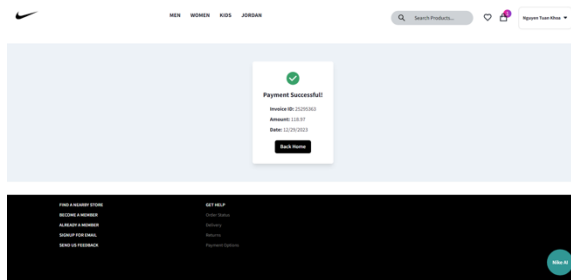 MEN WOMEN KIDS JORDAN
Search Products...
Nguyen Tuan Khoa
Payment Successful!
Invoice ID: 25295363
Amount: 118.97
Date: 12/29/2023
Back Home
FIND A NEARBY STORE
BECOME A MEMBER
ALREADY A MEMBER
SIGNUP FOR EMAIL
SEND US FEEDBACK
GET HELP
Order Status
Delivery
Returns
Payment Options
Nike AI